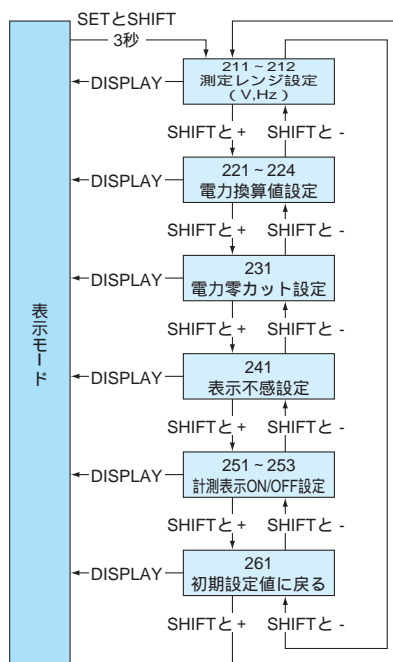 SETとSHIFT
3秒
211～212
測定レンジ設定
(V,Hz)
DISPLAY
SHIFTと+ SHIFTと-
221～224
電力換算値設定
DISPLAY
SHIFTと+ SHIFTと-
231
電力零カット設定
DISPLAY
SHIFTと+ SHIFTと-
表示モード
241
表示不感設定
DISPLAY
SHIFTと+ SHIFTと-
251～253
計測表示ON/OFF設定
DISPLAY
SHIFTと+ SHIFTと-
261
初期設定値に戻る
DISPLAY
SHIFTと+ SHIFTと-